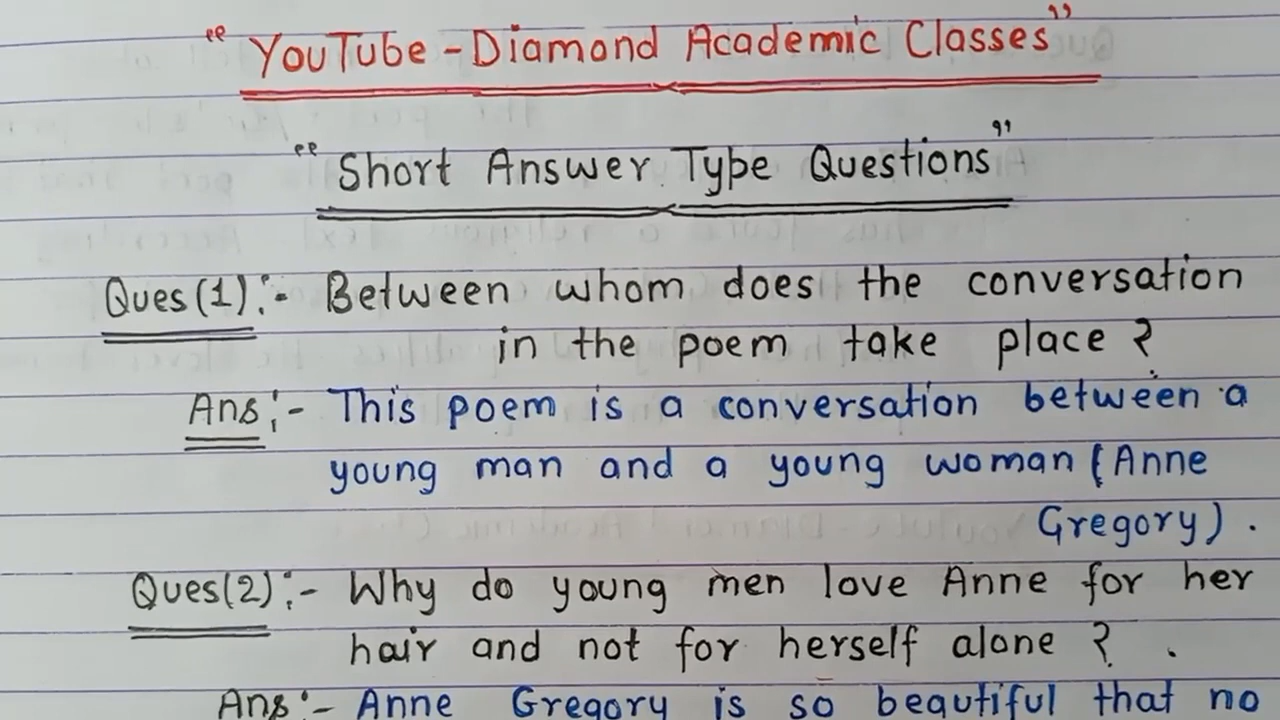 "YouTube-Diamond Academic Classes"
"Short Answer Type Questions"
Ques(1):- Between whom does the conversation
in the poem take place ?
Ans:- This poem is a conversation between a
young man and a young woman (Anne
Gregory).
Ques(2):- Why do young men love Anne for her
hair and not for herself alone ? .
Ans:- Anne Gregory is so beautiful that no